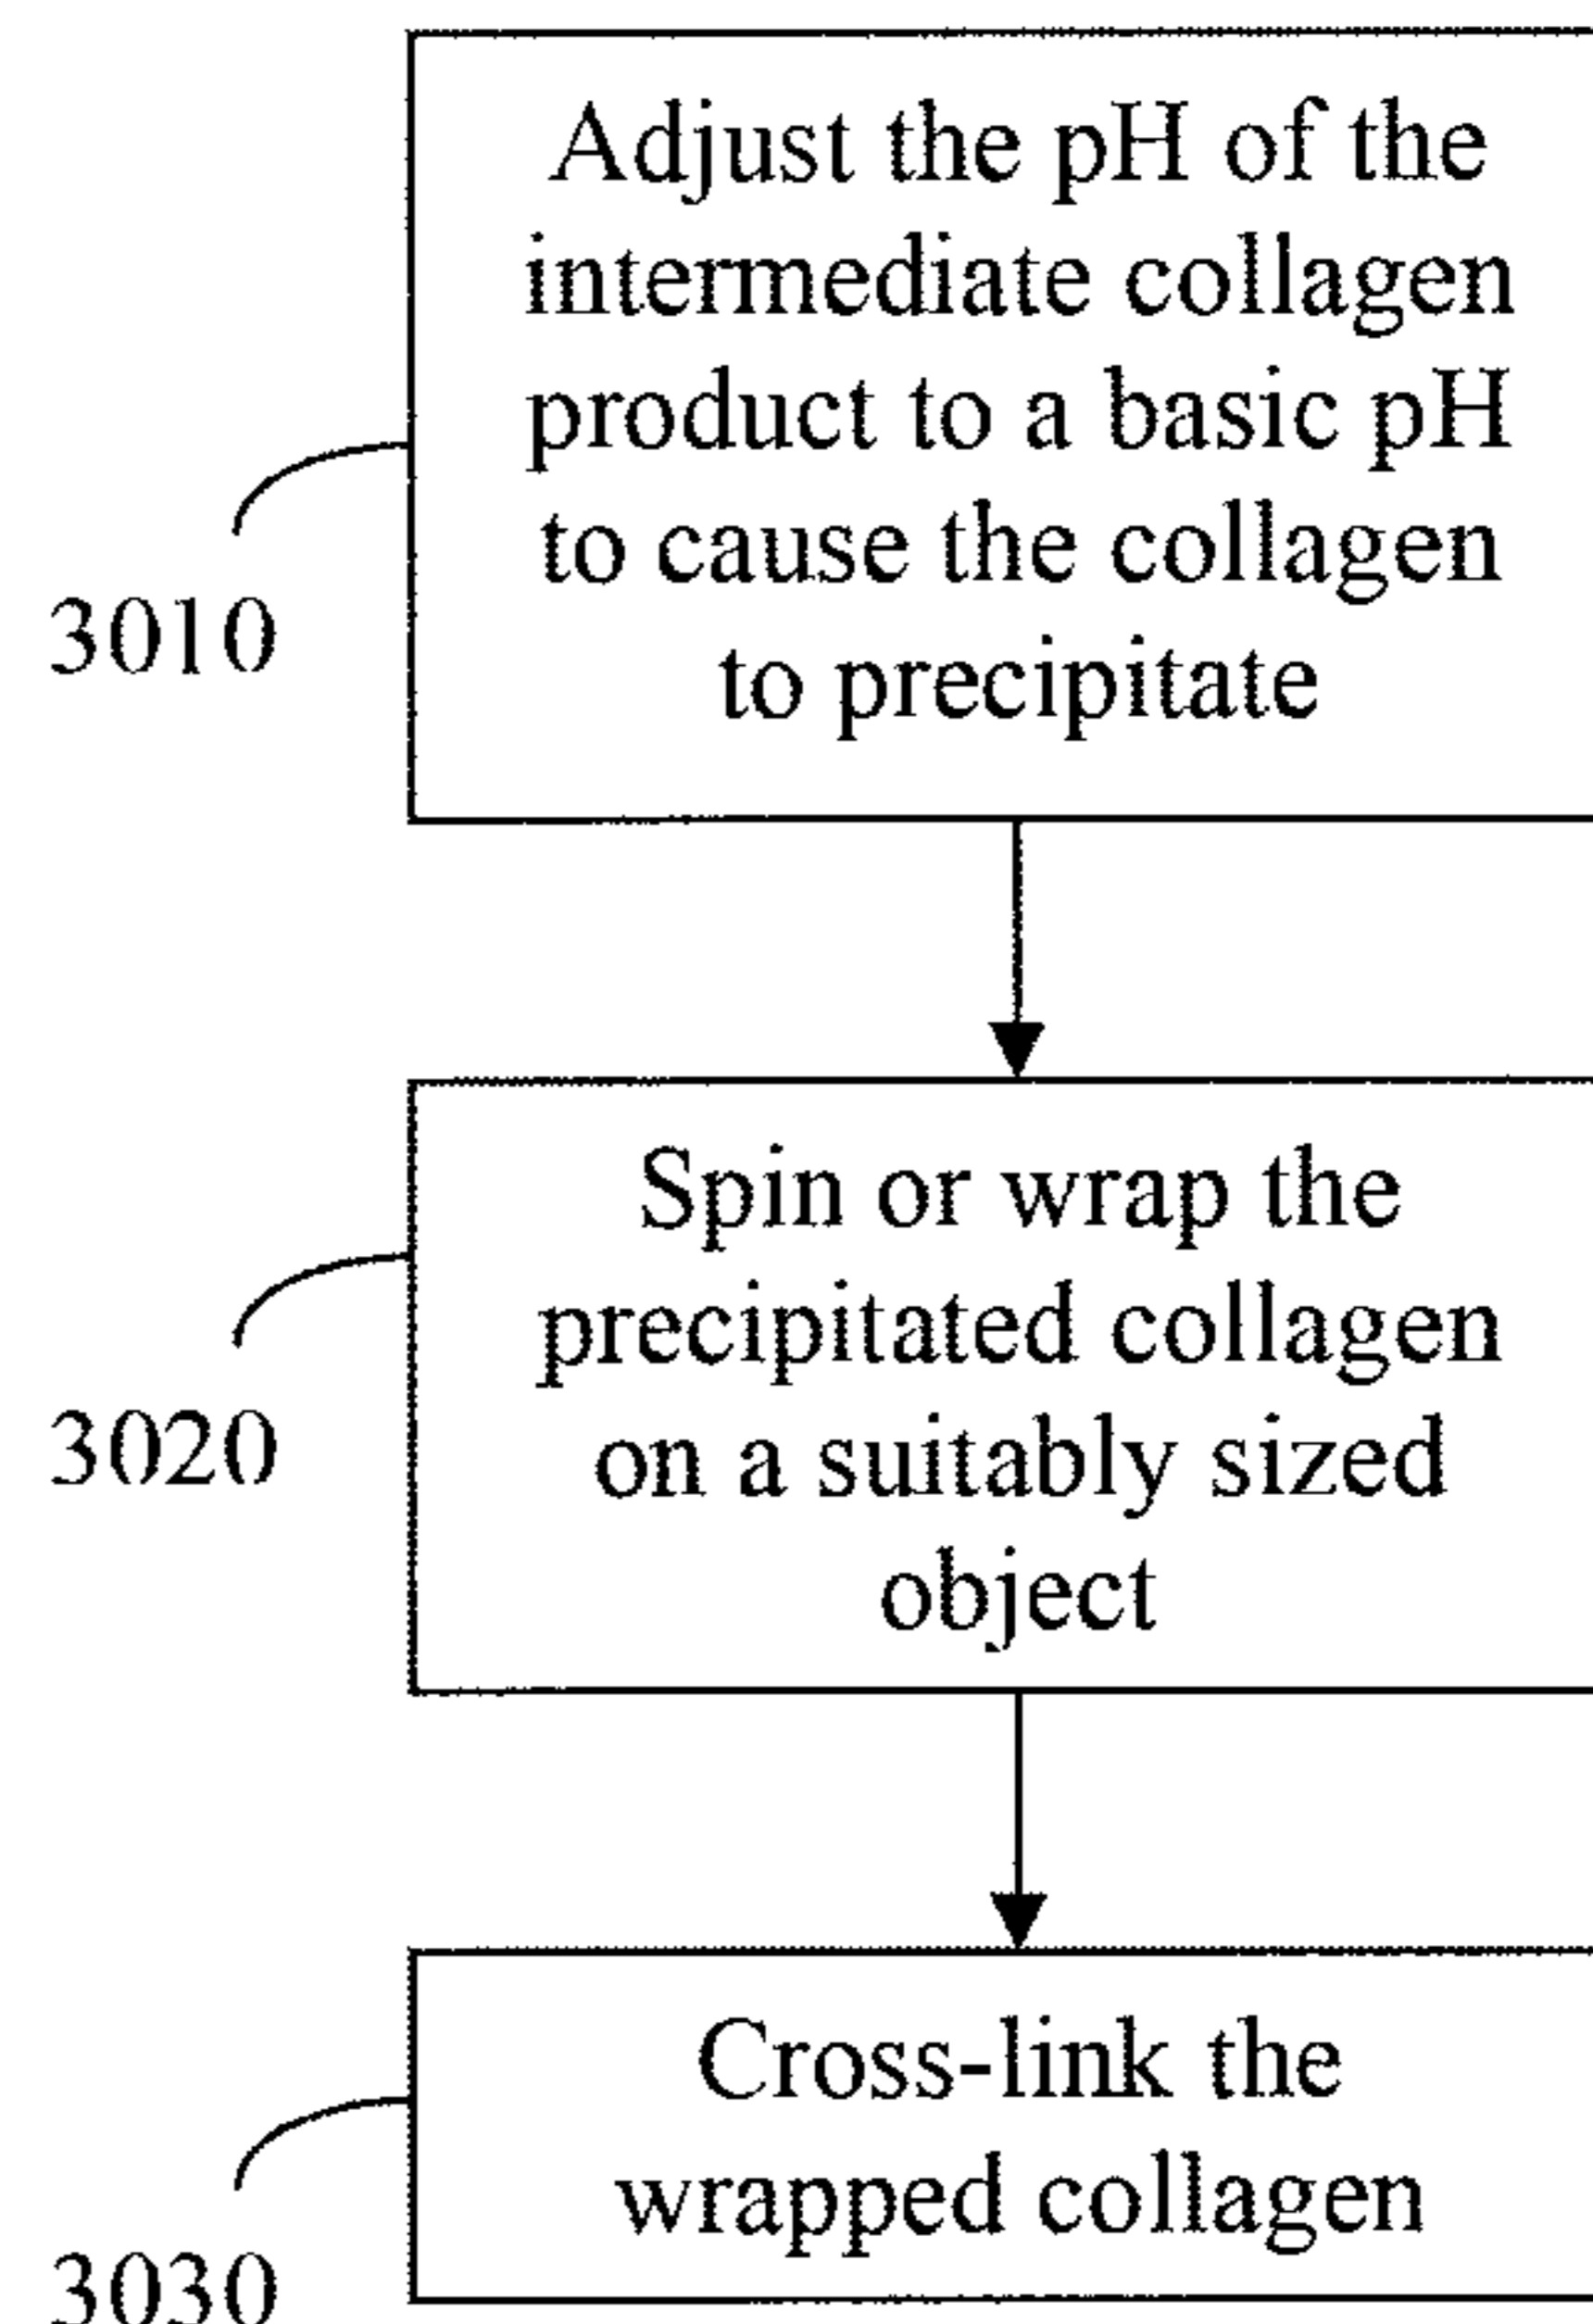 Adjust the pH of the
intermediate collagen
product to a basic pH
to cause the collagen
to precipitate
3010
Spin or wrap the
precipitated collagen
on a suitably sized
object
3020
Cross-link the
wrapped collagen
3030